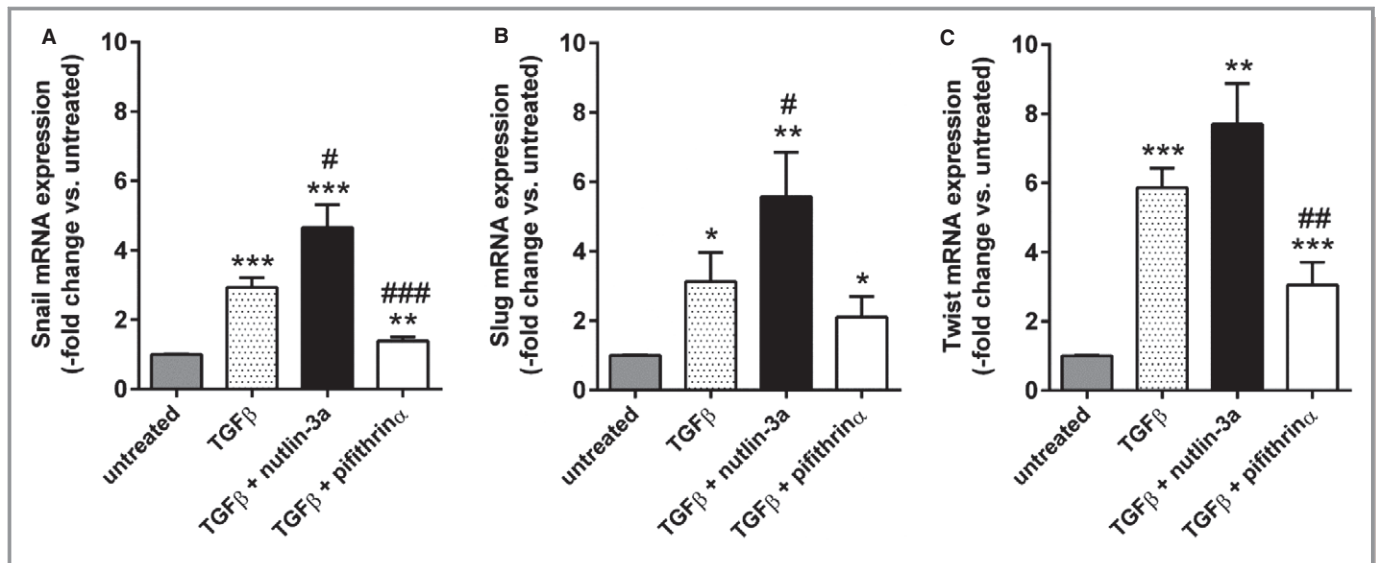 A
Snail mRNA expression
(-fold change vs. untreated)
10
8
6
4
2
0
***
#
***
###
**
untreated
TGFβ
TGFβ + nutlin-3a
TGFβ + pifithrinα
B
Slug mRNA expression
(-fold change vs. untreated)
10
8
6
4
2
0
*
#
**
*
untreated
TGFβ
TGFβ + nutlin-3a
TGFβ + pifithrinα
C
Twist mRNA expression
(-fold change vs. untreated)
10
8
6
4
2
0
***
**
##
***
untreated
TGFβ
TGFβ + nutlin-3a
TGFβ + pifithrinα